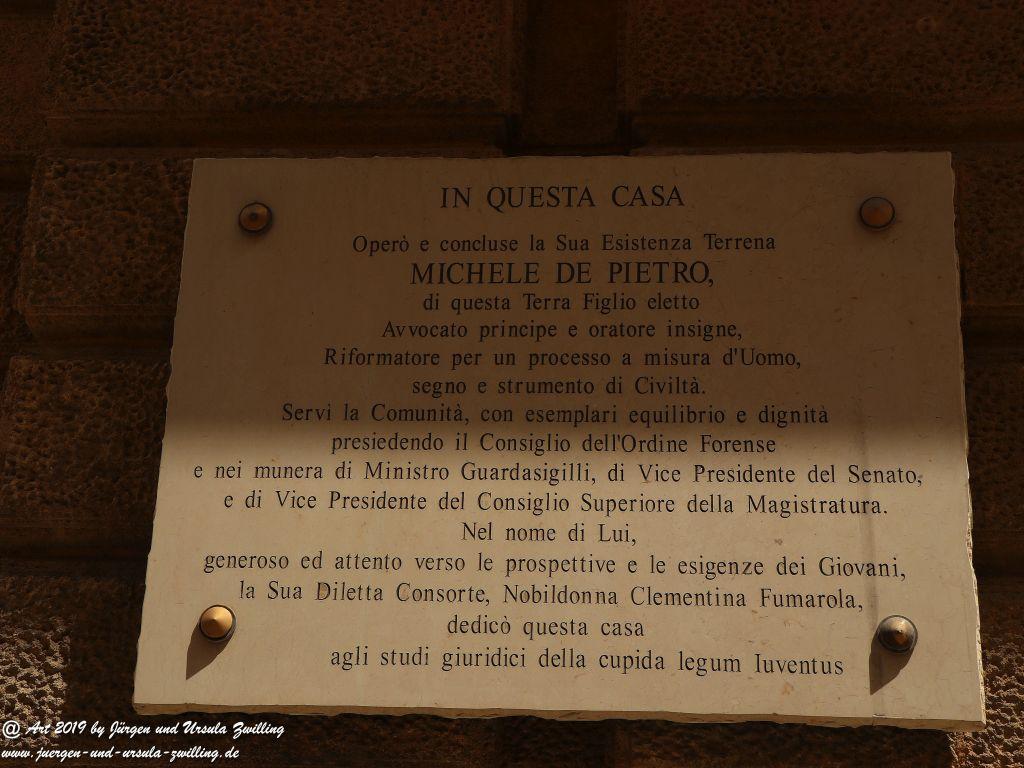 IN QUESTA CASA
Operò e concluse la Sua Esistenza Terrena
MICHELE DE PIETRO,
di questa Terra Figlio eletto
Avvocato principe e oratore insigne,
Riformatore per un processo a misura d'Uomo,
segno e strumento di Civiltà.
Servì la Comunità, con esemplari equilibrio e dignità
presiedendo il Consiglio dell'Ordine Forense
e nei munera di Ministro Guardasigilli, di Vice Presidente del Senato,
e di Vice Presidente del Consiglio Superiore della Magistratura.
Nel nome di Lui,
generoso ed attento verso le prospettive e le esigenze dei Giovani,
la Sua Diletta Consorte, Nobildonna Clementina Fumarola,
dedicò questa casa
agli studi giuridici della cupida legum Iuventus
@ Art 2019 by Jürgen und Ursula Zwilling
www.juergen-und-ursula-zwilling.de